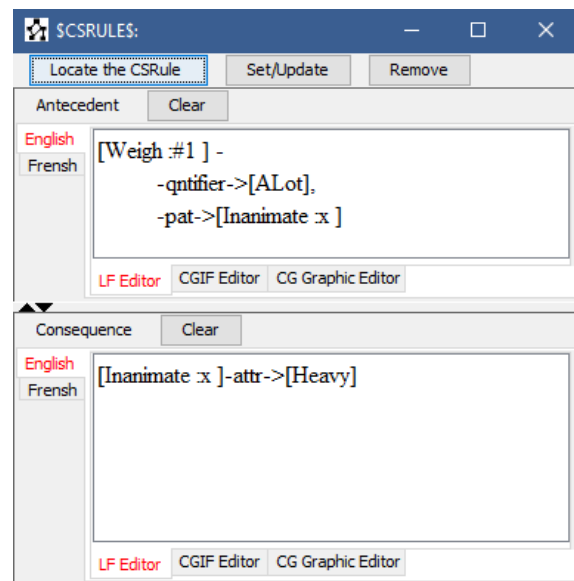 $CSRULE$:
Locate the CSRule Set/Update Remove
Antecedent Clear
English
Frensh
[Weigh :#1 ] -
-qntifier->[ALot],
-pat->[Inanimate :x ]
LF Editor CGIF Editor CG Graphic Editor
Consequence Clear
English
Frensh
[Inanimate :x ]-attr->[Heavy]
LF Editor CGIF Editor CG Graphic Editor